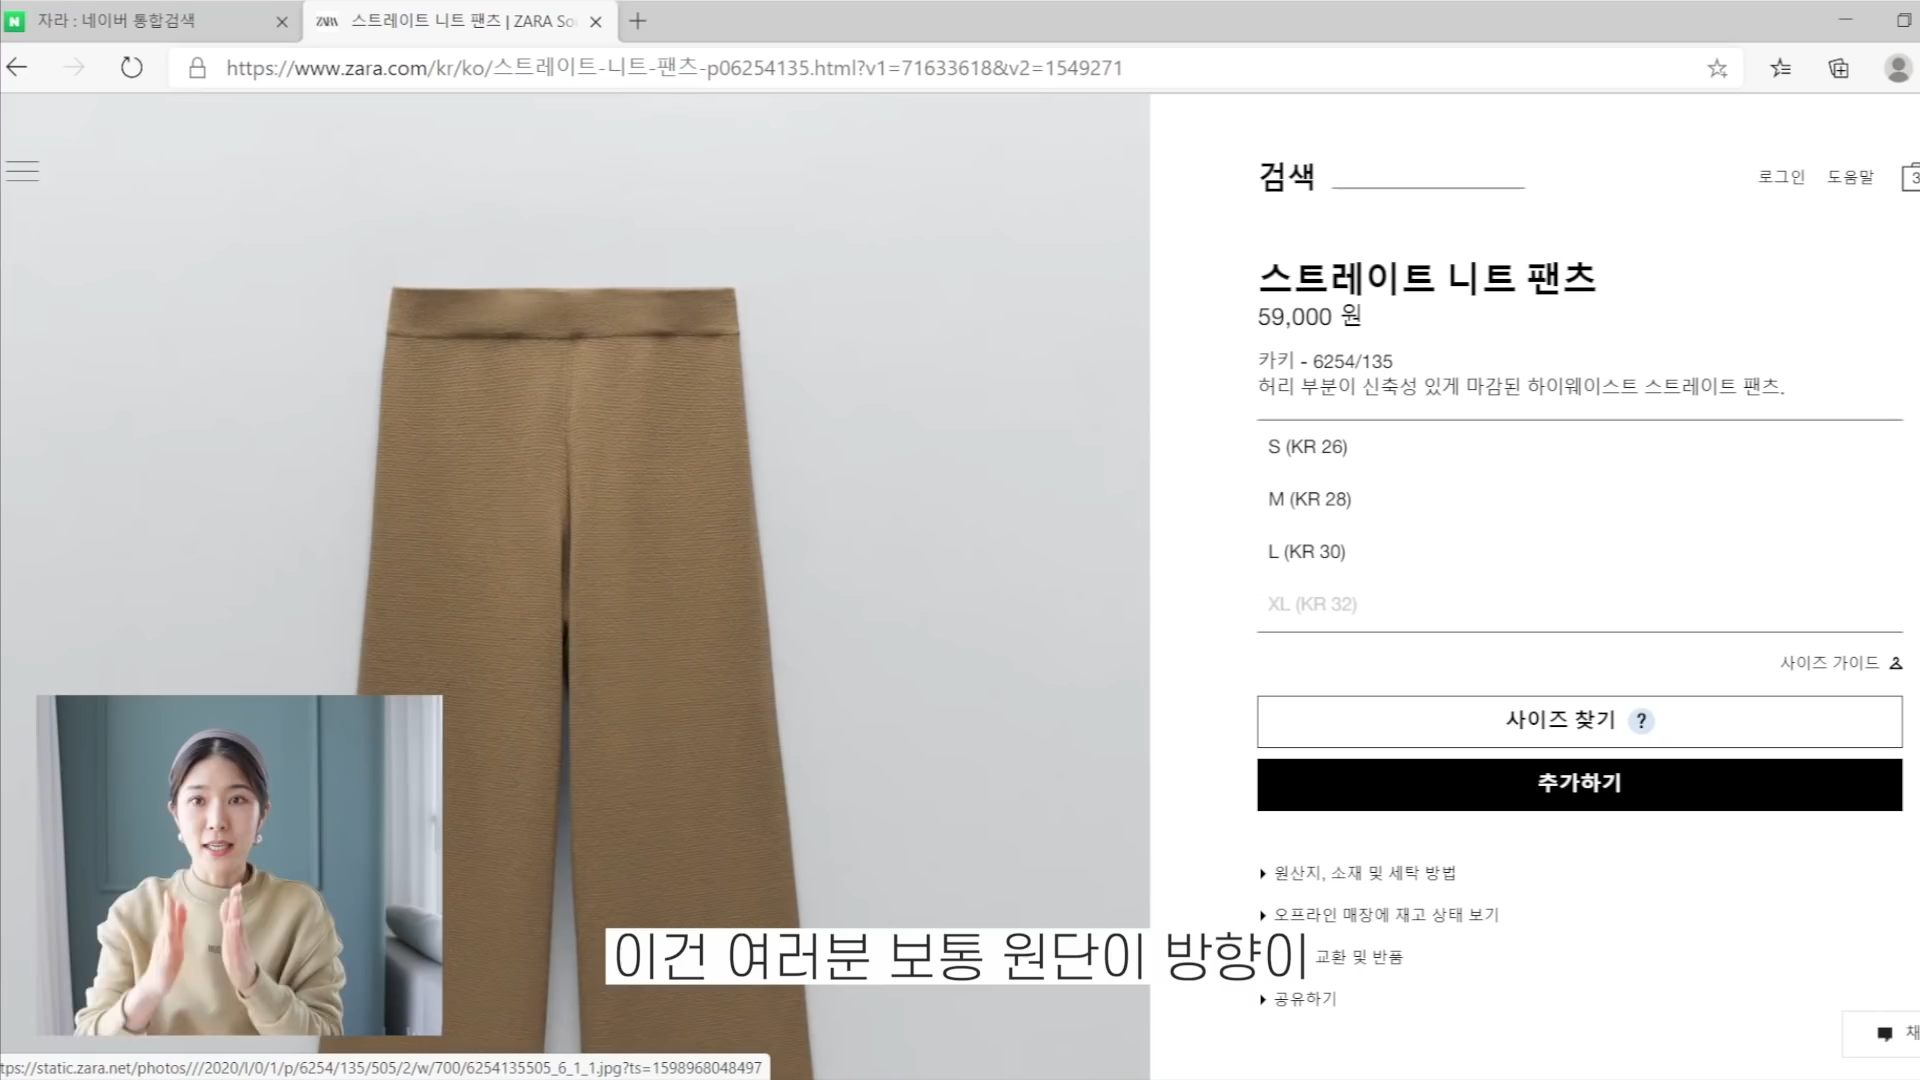 자라 : 네이버 통합검색
ZARA 스트레이트 니트 팬츠 | ZARA So
https://www.zara.com/kr/ko/스트레이트-니트-팬츠-p06254135.html?v1=71633618&v2=1549271
검색
로그인 도움말 3
스트레이트 니트 팬츠
59,000 원
카키 - 6254/135
허리 부분이 신축성 있게 마감된 하이웨이스트 스트레이트 팬츠.
S (KR 26)
M (KR 28)
L (KR 30)
XL (KR 32)
사이즈 가이드
사이즈 찾기 ?
추가하기
원산지, 소재 및 세탁 방법
오프라인 매장에 재고 상태 보기
교환 및 반품
공유하기
채
이건 여러분 보통 원단이 방향이
tps://static.zara.net/photos///2020/I/0/1/p/6254/135/505/2/w/700/6254135505_6_1_1.jpg?ts=1598968048497